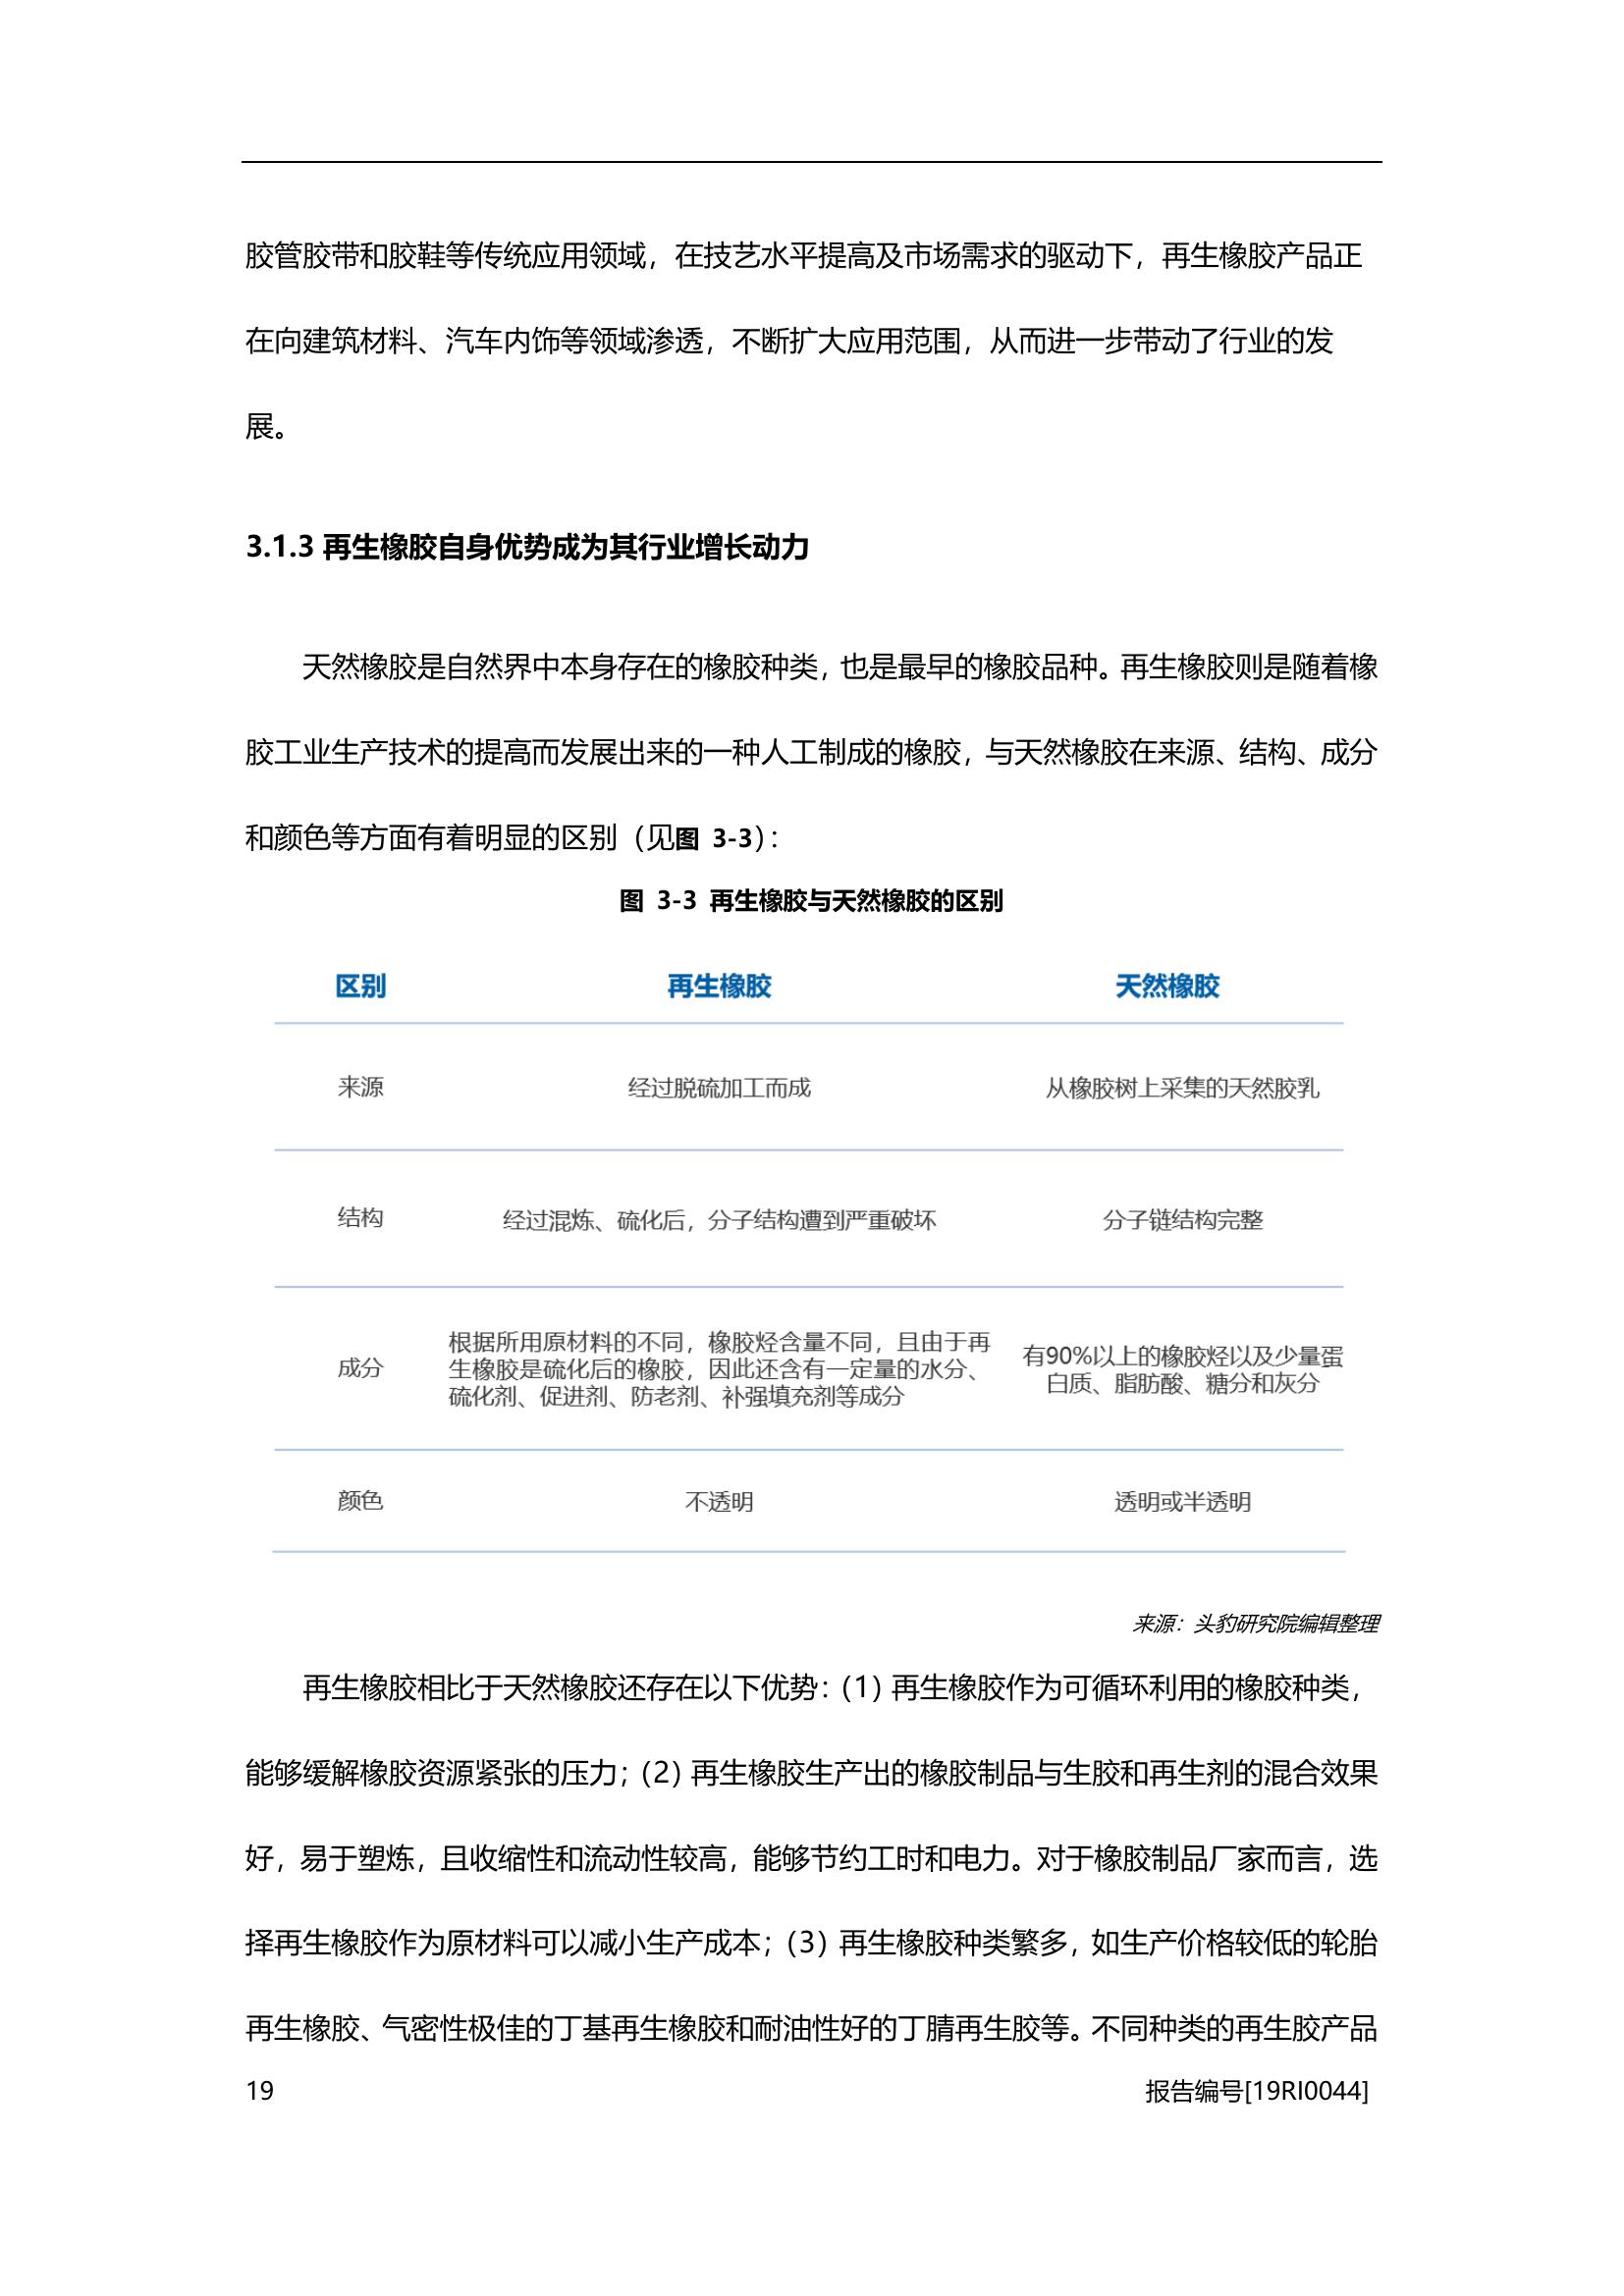 胶管胶带和胶鞋等传统应用领域，在技艺水平提高及市场需求的驱动下，再生橡胶产品正
在向建筑材料、汽车内饰等领域渗透，不断扩大应用范围，从而进一步带动了行业的发
展。
3.1.3 再生橡胶自身优势成为其行业增长动力
天然橡胶是自然界中本身存在的橡胶种类，也是最早的橡胶品种。再生橡胶则是随着橡
胶工业生产技术的提高而发展出来的一种人工制成的橡胶，与天然橡胶在来源、结构、成分
和颜色等方面有着明显的区别（见图 3-3）：
图 3-3 再生橡胶与天然橡胶的区别
区别 再生橡胶 天然橡胶
来源 经过脱硫加工而成 从橡胶树上采集的天然胶乳
结构 经过混炼、硫化后，分子结构遭到严重破坏 分子链结构完整
成分
根据所用原材料的不同，橡胶烃含量不同，且由于再
生橡胶是硫化后的橡胶，因此还含有一定量的水分、
硫化剂、促进剂、防老剂、补强填充剂等成分
有90%以上的橡胶烃以及少量蛋
白质、脂肪酸、糖分和灰分
颜色 不透明 透明或半透明
来源：头豹研究院编辑整理
再生橡胶相比于天然橡胶还存在以下优势：（1）再生橡胶作为可循环利用的橡胶种类，
能够缓解橡胶资源紧张的压力；（2）再生橡胶生产出的橡胶制品与生胶和再生剂的混合效果
好，易于塑炼，且收缩性和流动性较高，能够节约工时和电力。对于橡胶制品厂家而言，选
择再生橡胶作为原材料可以减小生产成本；（3）再生橡胶种类繁多，如生产价格较低的轮胎
再生橡胶、气密性极佳的丁基再生橡胶和耐油性好的丁腈再生胶等。不同种类的再生胶产品
19 报告编号[19RI0044]